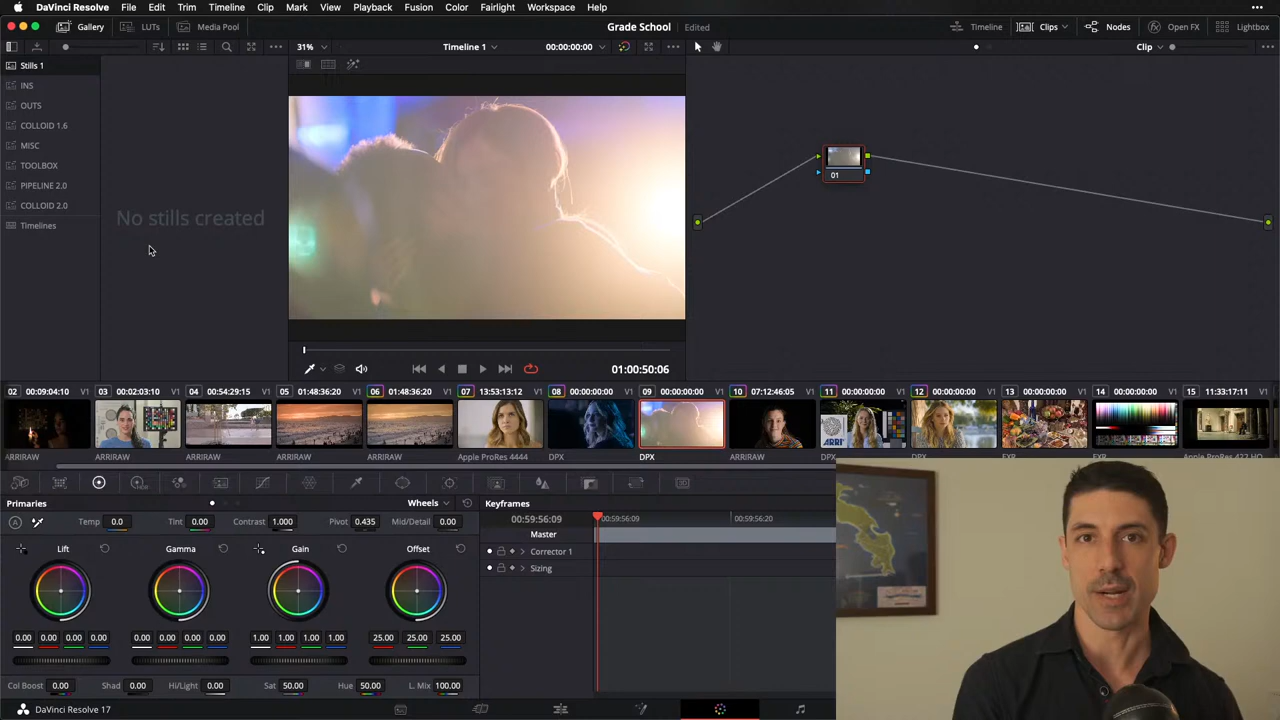 DaVinci Resolve File Edit Trim Timeline Clip Mark View Playback Fusion Color Fairlight Workspace Help
Gallery LUTs Media Pool Grade School Edited Timeline Clips Nodes Open FX Lightbox
31% Timeline 1 00:00:00:00 Clip
Stills 1
INS
OUTS
COLLOID 1.6
MISC
TOOLBOX
PIPELINE 2.0
COLLOID 2.0
Timelines
No stills created
01
01:00:50:06
02 00:09:04:10 V1 03 00:02:03:10 V1 04 00:54:29:15 V1 05 01:48:36:20 V1 06 01:48:36:20 V1 07 13:53:13:12 V1 08 00:00:00:00 V1 09 00:00:00:00 V1 10 07:12:46:05 V1 11 00:00:00:00 V1 12 00:00:00:00 V1 13 00:00:00:00 V1 14 00:00:00:00 V1 15 11:33:17:11 V1
ARRI
ARRIRAW ARRIRAW ARRIRAW ARRIRAW ARRIRAW Apple ProRes 4444 DPX DPX ARRIRAW DPX DPX EXR EXR Apple ProRes 422 HQ
Primaries Wheels Keyframes
Temp 0.0 Tint 0.00 Contrast 1.000 Pivot 0.435 Mid/Detail 0.00
00:59:56:09 00:59:56:09 00:59:56:20
Master
Lift Gamma Gain Offset
Corrector 1
Sizing
0.00 0.00 0.00 0.00 0.00 0.00 0.00 0.00 1.00 1.00 1.00 1.00 25.00 25.00 25.00
Col Boost 0.00 Shad 0.00 Hi/Light 0.00 Sat 50.00 Hue 50.00 L. Mix 100.00
DaVinci Resolve 17